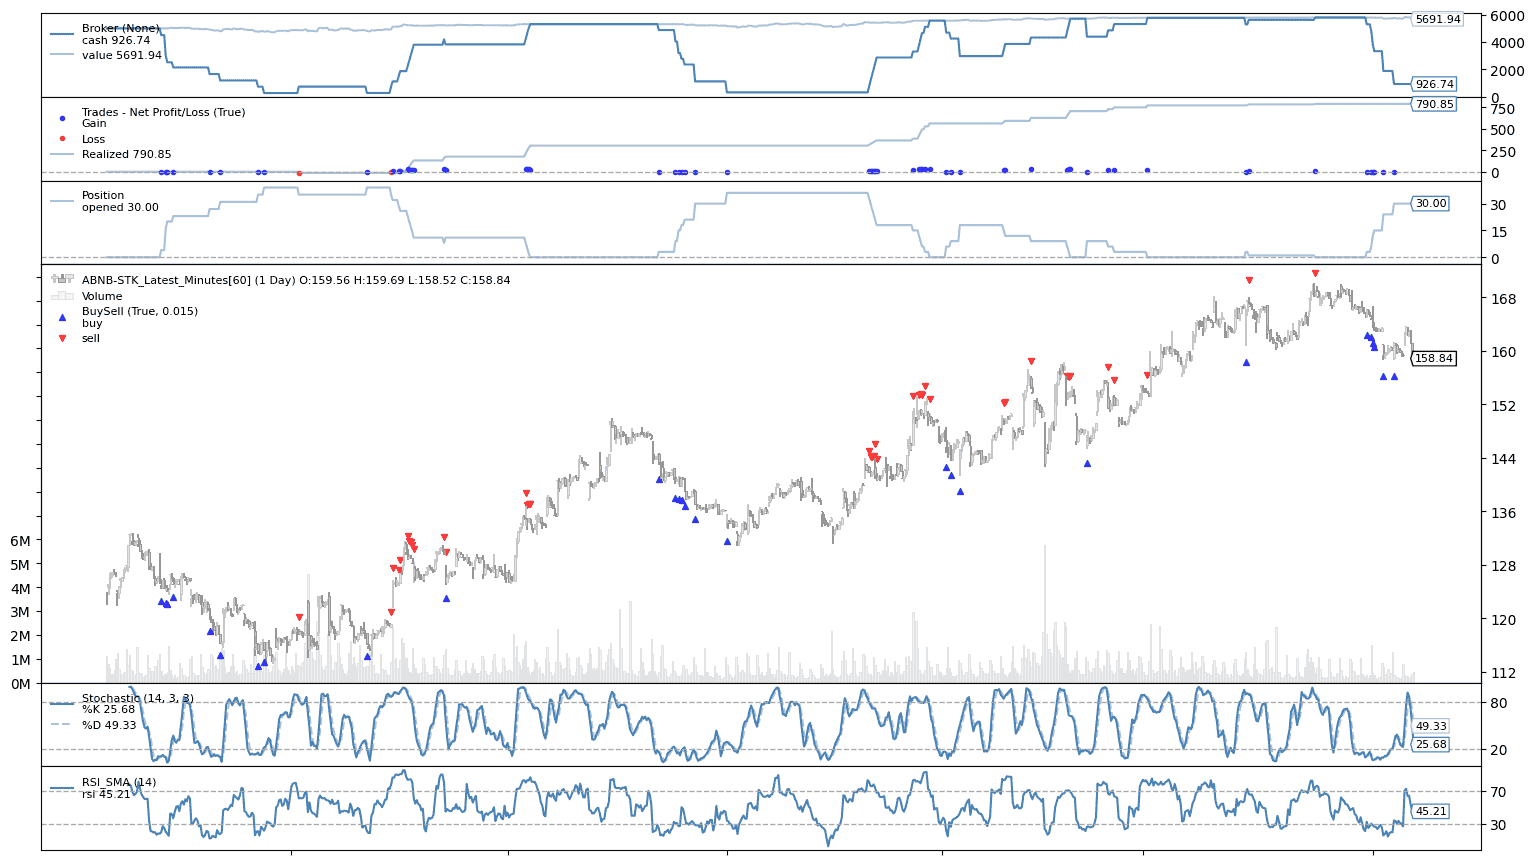 Broker (None)
cash 926.74
value 5691.94
6000
5691.94
4000
2000
926.74
0
Trades - Net Profit/Loss (True)
Gain
Loss
Realized 790.85
790.85
750
500
250
0
Position
opened 30.00
30
30.00
15
0
ABNB-STK_Latest_Minutes[60] (1 Day) O:159.56 H:159.69 L:158.52 C:158.84
Volume
BuySell (True, 0.015)
buy
sell
168
160
158.84
152
144
136
128
120
112
6M
5M
4M
3M
2M
1M
0M
Stochastic (14, 3, 3)
%K 25.68
%D 49.33
80
49.33
25.68
20
RSI_SMA (14)
rsi 45.21
70
45.21
30